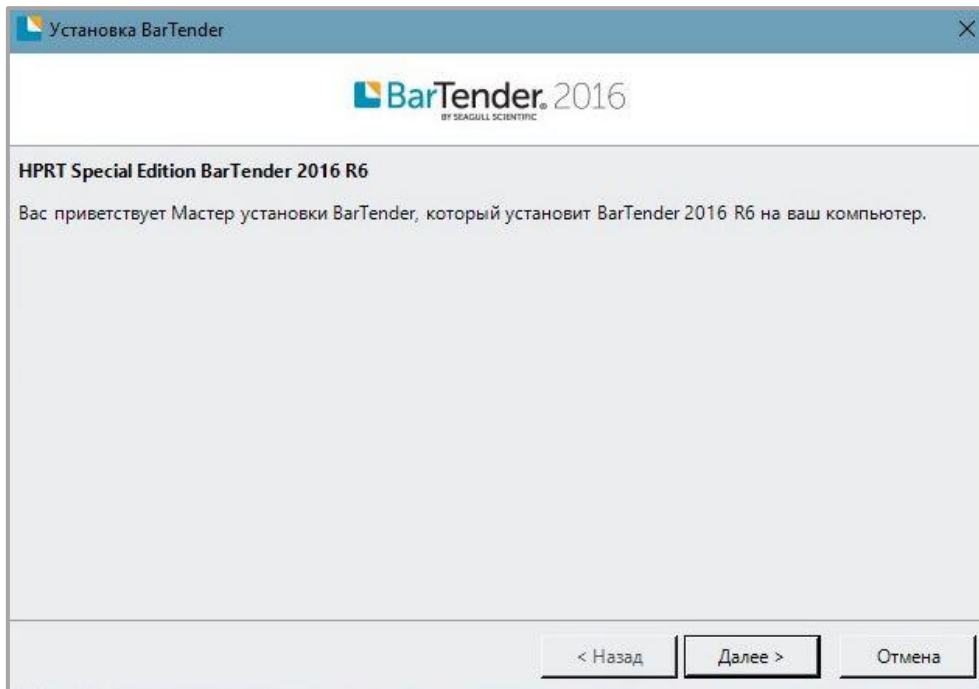 Установка BarTender
BarTender. 2016
BY SEAGULL SCIENTIFIC
HPRT Special Edition BarTender 2016 R6
Вас приветствует Мастер установки BarTender, который установит BarTender 2016 R6 на ваш компьютер.
< Назад Далее > Отмена